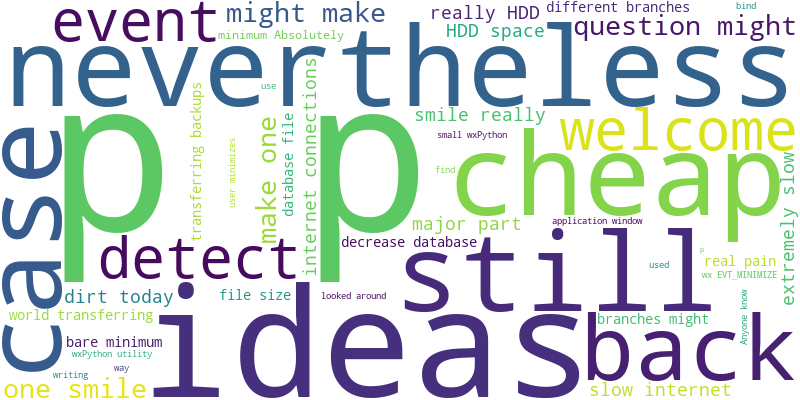 event
might make
really HDD
different branches
bind
minimum Absolutely
HDD space
question might
nevertheless
use
case
p p
transferring backups
user minimizes
make one
database file
internet connections
smile really
small wxPython
welcome
cheap
find
extremely slow
major part
application window
detect
decrease database
still
p
real pain
used
wx EVT_MINIMIZE
dirt today
file size
looked around
Anyone know
world transferring
ideas
branches might
back
bare minimum
wxPython utility
way
writing
one smile
slow internet